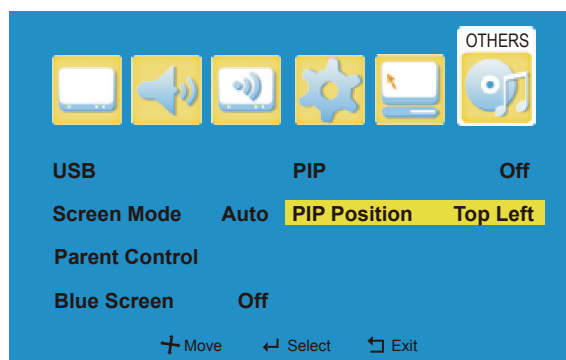 OTHERS
USB PIP Off
Screen Mode Auto PIP Position Top Left
Parent Control
Blue Screen Off
Move Select Exit